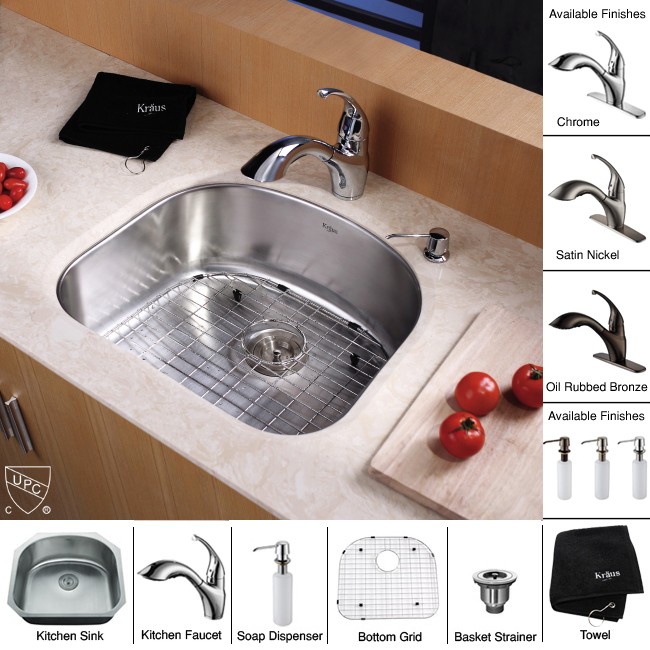 Available Finishes
Chrome
Satin Nickel
Oil Rubbed Bronze
Available Finishes
Kraus
Kraus
UPC
C ®
Kitchen Sink
Kitchen Faucet
Soap Dispenser
Bottom Grid
Basket Strainer
Kraus
Towel